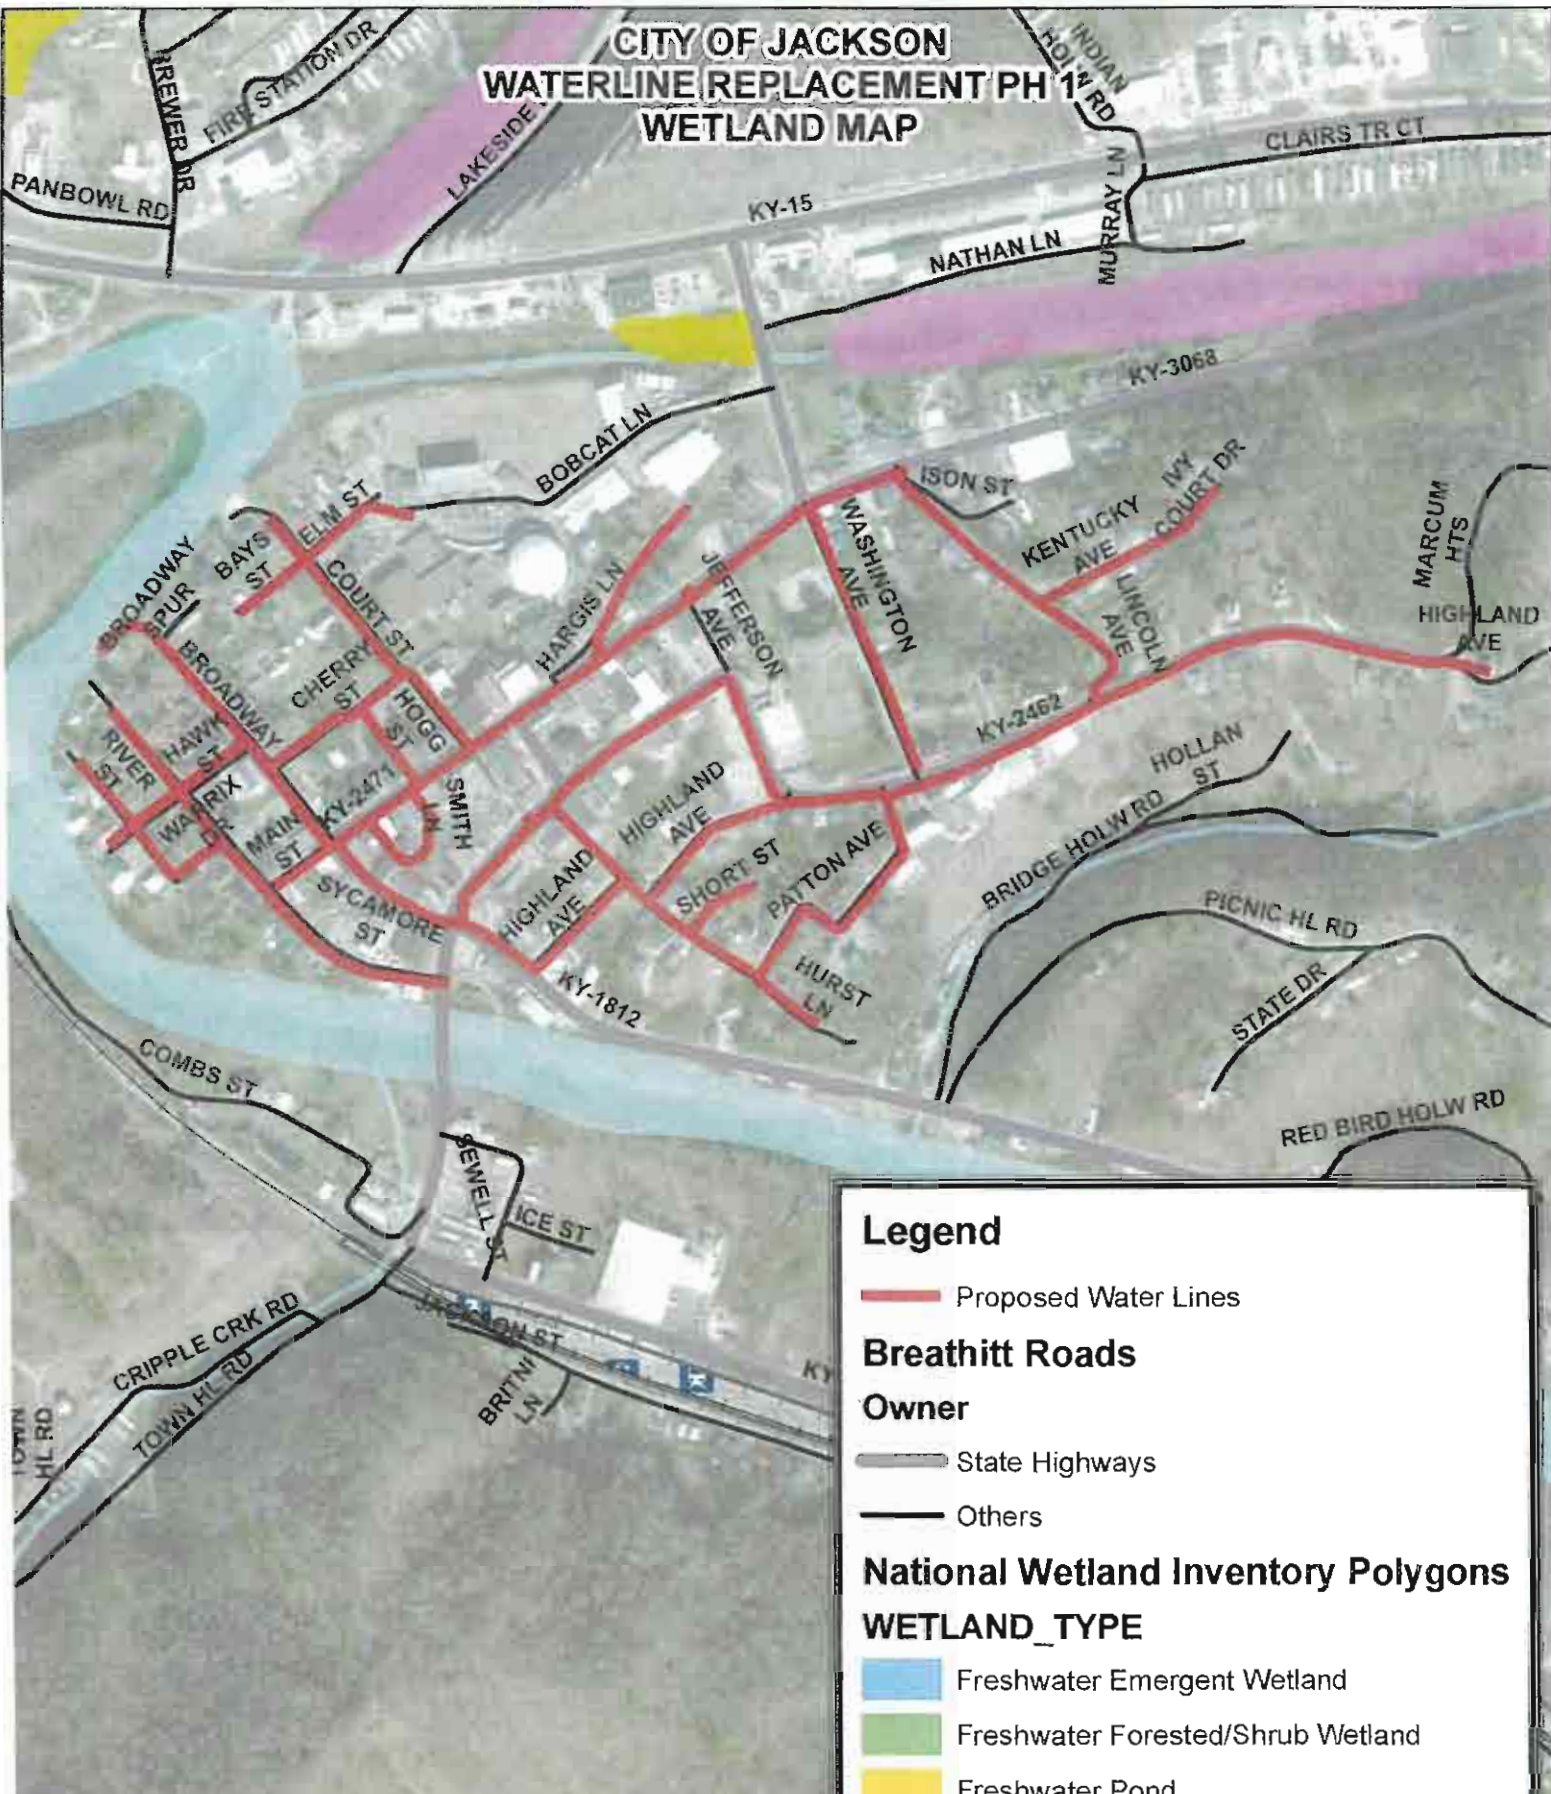 CITY OF JACKSON
WATERLINE REPLACEMENT PH 1
WETLAND MAP
BREWER DR
FIRE STATION DR
PANBOWL RD
LAKESIDE
INDIAN
HOLW RD
CLAIRS TR CT
KY-15
MURRAY LN
NATHAN LN
KY-3068
BOBCAT LN
ISON ST
IVY
COURT DR
KENTUCKY
AVE
MARCUM
HTS
ELM ST
BAYS
ST
COURT ST
BROADWAY
SPUR
HARGIS LN
JEFFERSON
AVE
WASHINGTON
AVE
LINCOLN
AVE
HIGHLAND
AVE
BROADWAY
CHERRY
ST
HOGG
ST
HAWK
ST
RIVER
ST
KY-2462
HOLLAN
ST
KY-2471
SMITH
LN
MAIN
ST
HIGHLAND
AVE
SHORT ST
PATTON AVE
BRIDGE HOLW RD
SYCAMORE
ST
HIGHLAND
AVE
PICNIC HL RD
HURST
LN
STATE DR
KY-1812
COMBS ST
RED BIRD HOLW RD
SEWELL ST
ICE ST
CRIPPLE CRK RD
JACKSON ST
TOWN HL RD
BRITNI
LN
KY
TOWN
HL RD
Legend
Proposed Water Lines
Breathitt Roads
Owner
State Highways
Others
National Wetland Inventory Polygons
WETLAND_TYPE
Freshwater Emergent Wetland
Freshwater Forested/Shrub Wetland
Freshwater Pond